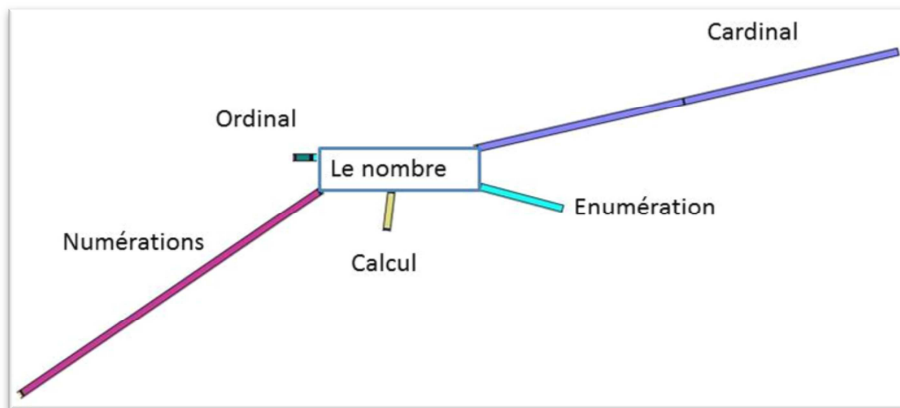 Cardinal
Ordinal
Le nombre
Enumération
Numérations
Calcul